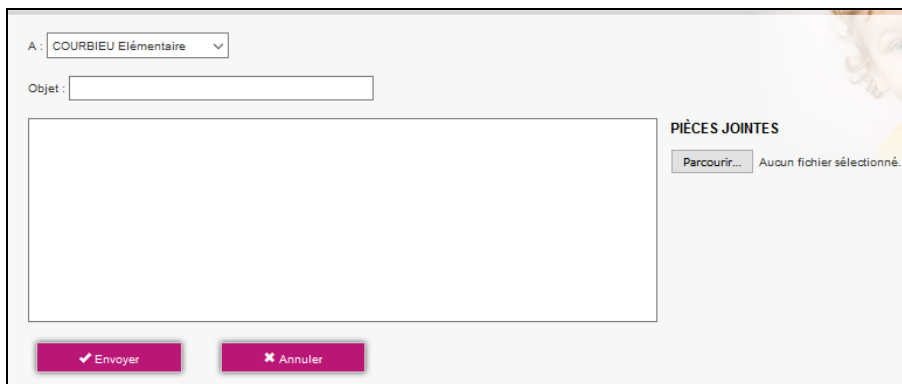 A : COURBIEU Elémentaire
Objet :
PIÈCES JOINTES
Parcourir... Aucun fichier sélectionné.
Envoyer
Annuler